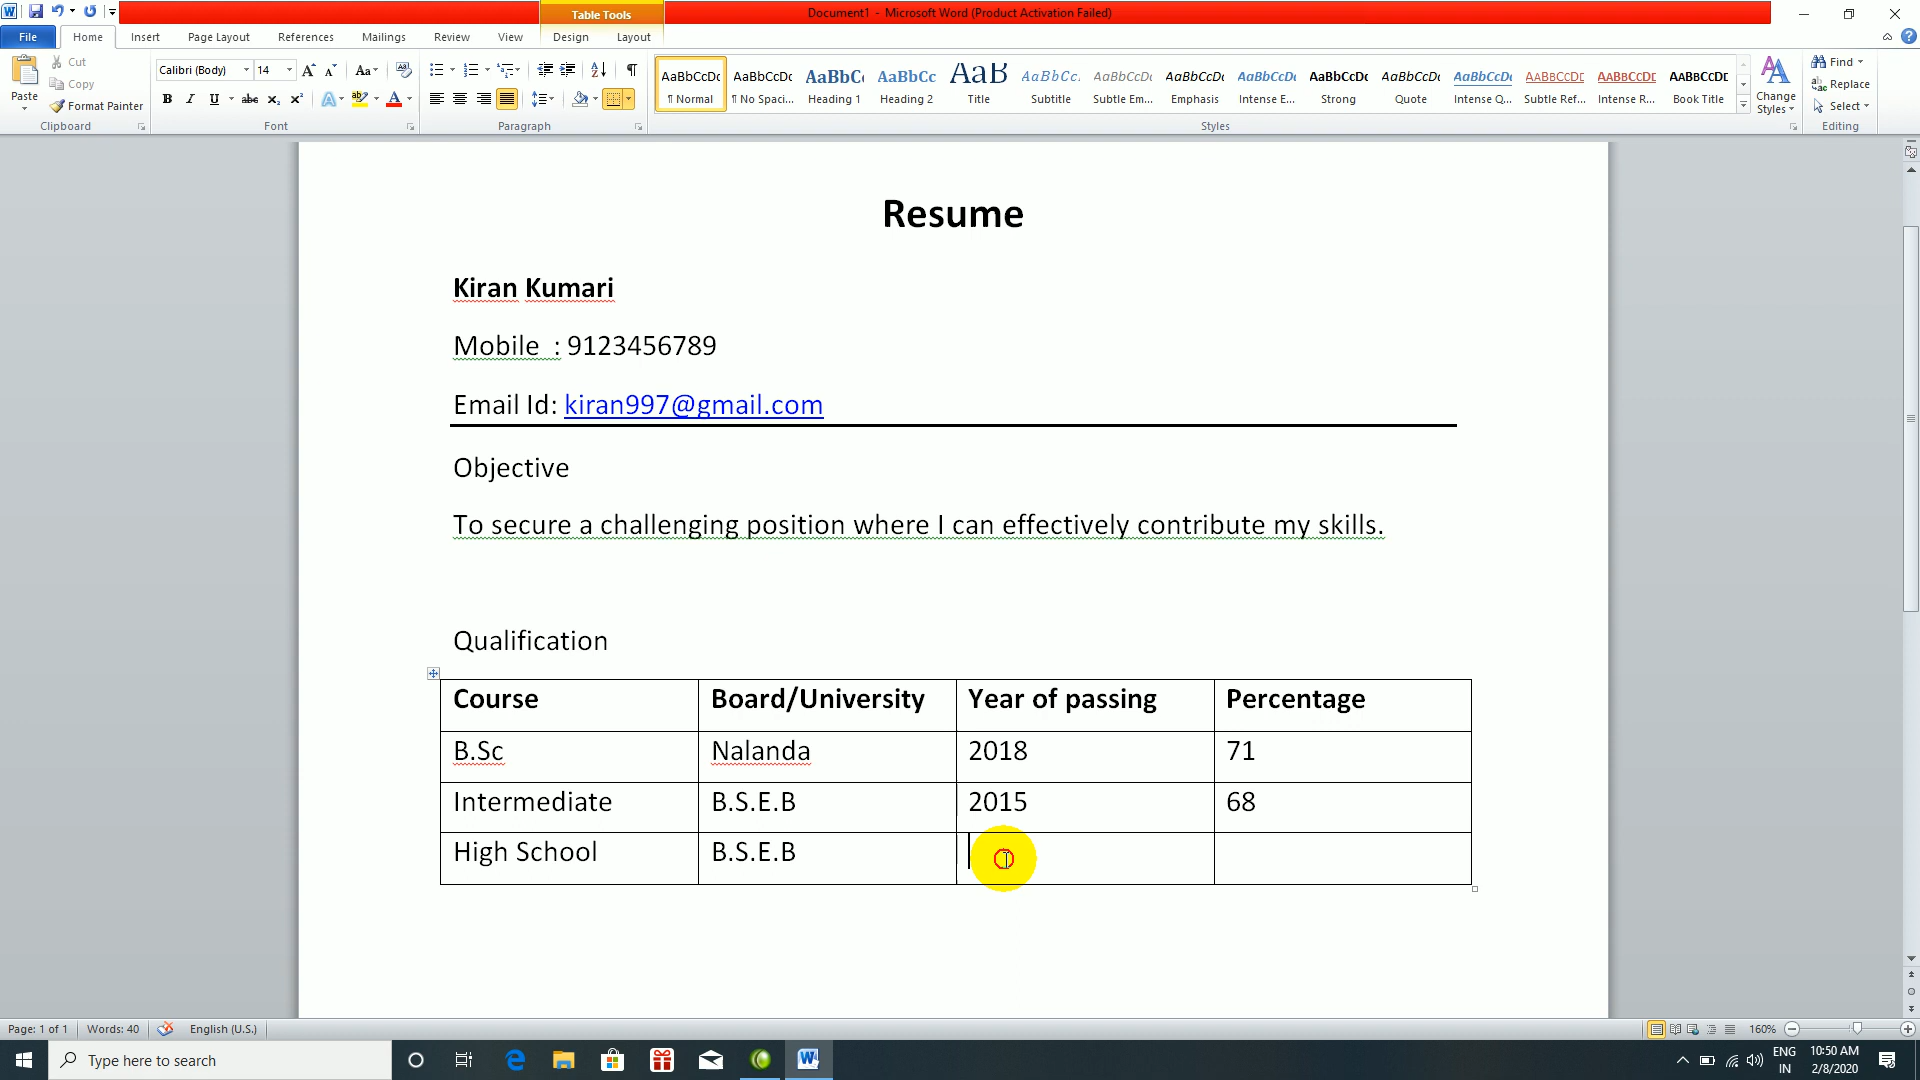 Table Tools
Document1 - Microsoft Word (Product Activation Failed)
File Home Insert Page Layout References Mailings Review View Design Layout
Paste
Cut
Copy
Format Painter
Clipboard
Calibri (Body) 14
Font
Paragraph
AaBbCcDc AaBbCcDc AaBbC AaBbCc AaB AaBbCc. AaBbCcDc AaBbCcDc AaBbCcDc AaBbCcDc AaBbCcDc AaBbCcDc AaBbCcDc AaBbCcDc AaBbCcDc
¶ Normal ¶ No Spaci... Heading 1 Heading 2 Title Subtitle Subtle Em... Emphasis Intense E... Strong Quote Intense Q... Subtle Ref... Intense R... Book Title
Change Styles
Styles
Find
Replace
Select
Editing
Resume
Kiran Kumari
Mobile : 9123456789
Email Id: kiran997@gmail.com
Objective
To secure a challenging position where I can effectively contribute my skills.
Qualification
Course Board/University Year of passing Percentage
B.Sc Nalanda 2018 71
Intermediate B.S.E.B 2015 68
High School B.S.E.B
Page: 1 of 1 Words: 40 English (U.S.) 160%
Type here to search
ENG
IN
10:50 AM
2/8/2020